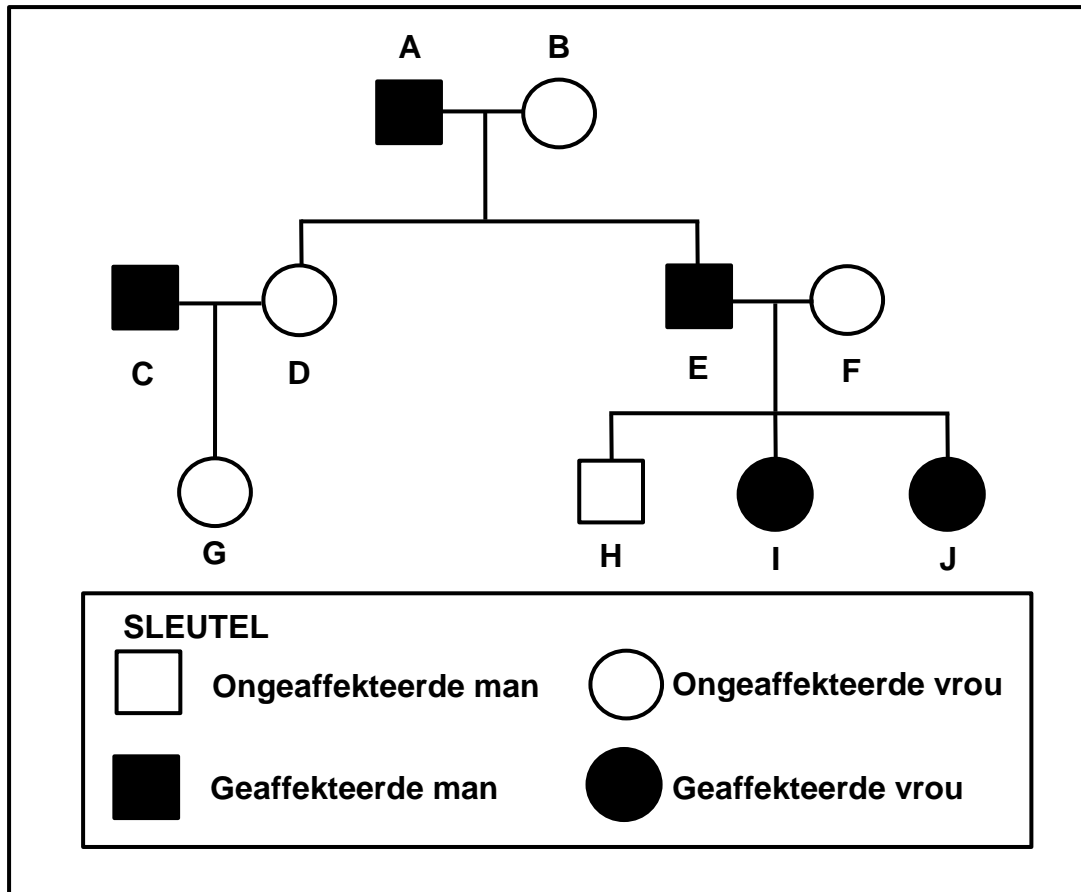 A B
C D E F
G H I J
SLEUTEL
Ongeaffekteerde man Ongeaffekteerde vrou
Geaffekteerde man Geaffekteerde vrou